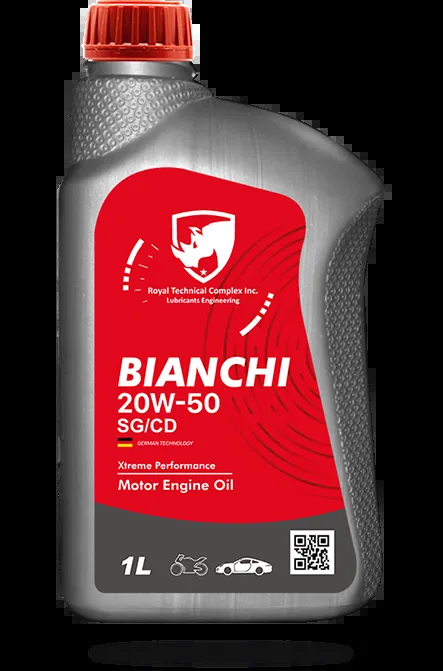 Royal Technical Complex Inc.
Lubricants Engineering
BIANCHI
20W-50
SG/CD
GERMAN TECHNOLOGY
Xtreme Performance
Motor Engine Oil
1L